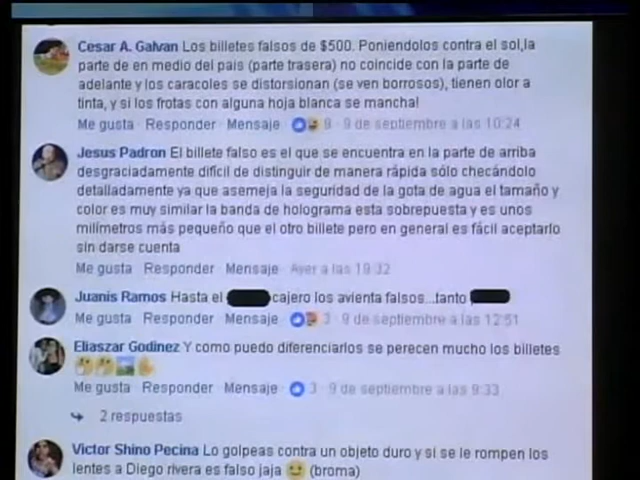 Cesar A. Galvan Los billetes falsos de $500. Poniendolos contra el sol,la
parte de en medio del pais (parte trasera) no coincide con la parte de
adelante y los caracoles se distorsionan (se ven borrosos), tienen olor a
tinta, y si los frotas con alguna hoja blanca se mancha!
Me gusta · Responder · Mensaje · 9 · 9 de septiembre a las 10:24
Jesus Padron El billete falso es el que se encuentra en la parte de arriba
desgraciadamente difícil de distinguir de manera rápida sólo checándolo
detalladamente ya que asemeja la seguridad de la gota de agua el tamaño y
color es muy similar la banda de holograma esta sobrepuesta y es unos
milímetros más pequeño que el otro billete pero en general es fácil aceptarlo
sin darse cuenta
Me gusta · Responder · Mensaje · Ayer a las 19:32
Juanis Ramos Hasta el cajero los avienta falsos...tanto
Me gusta · Responder · Mensaje · 3 · 9 de septiembre a las 12:51
Eliaszar Godinez Y como puedo diferenciarlos se perecen mucho los billetes
Me gusta · Responder · Mensaje · 3 · 9 de septiembre a las 9:33
2 respuestas
Victor Shino Pecina Lo golpeas contra un objeto duro y si se le rompen los
lentes a Diego rivera es falso jaja (broma)